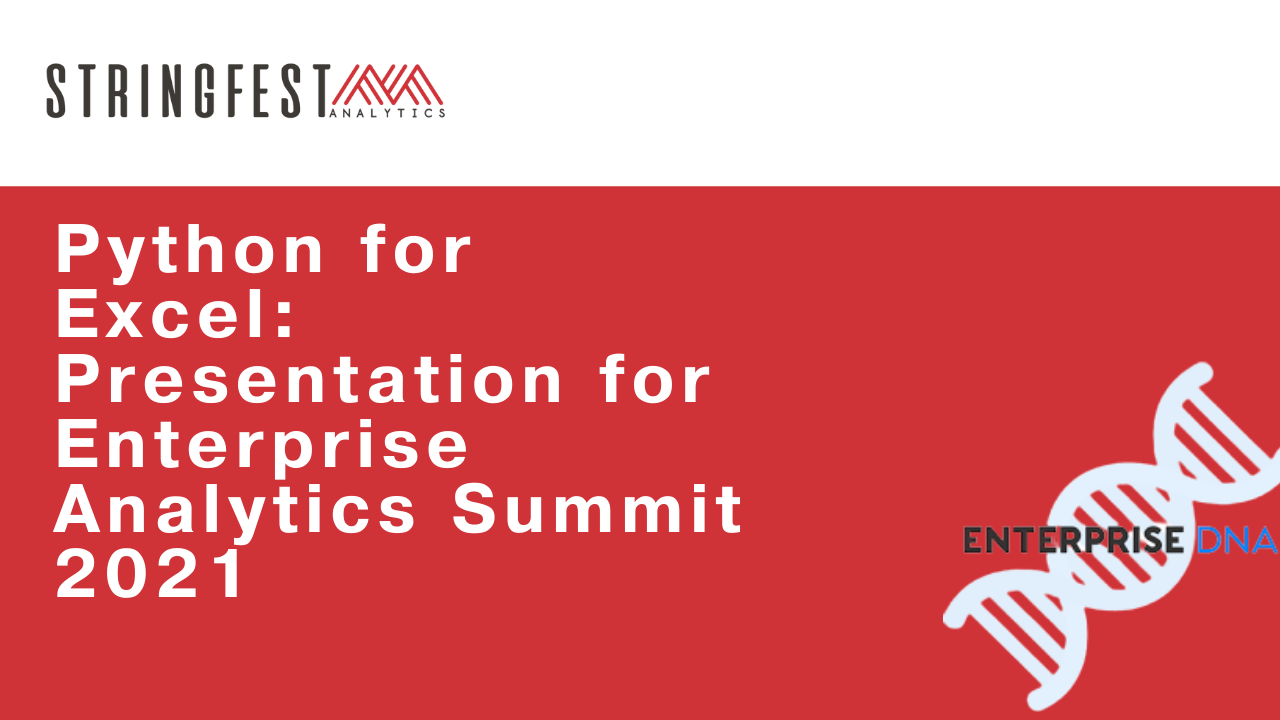 STRINGFEST
ANALYTICS
Python for
Excel:
Presentation for
Enterprise
Analytics Summit
2021
ENTERPRISE DNA